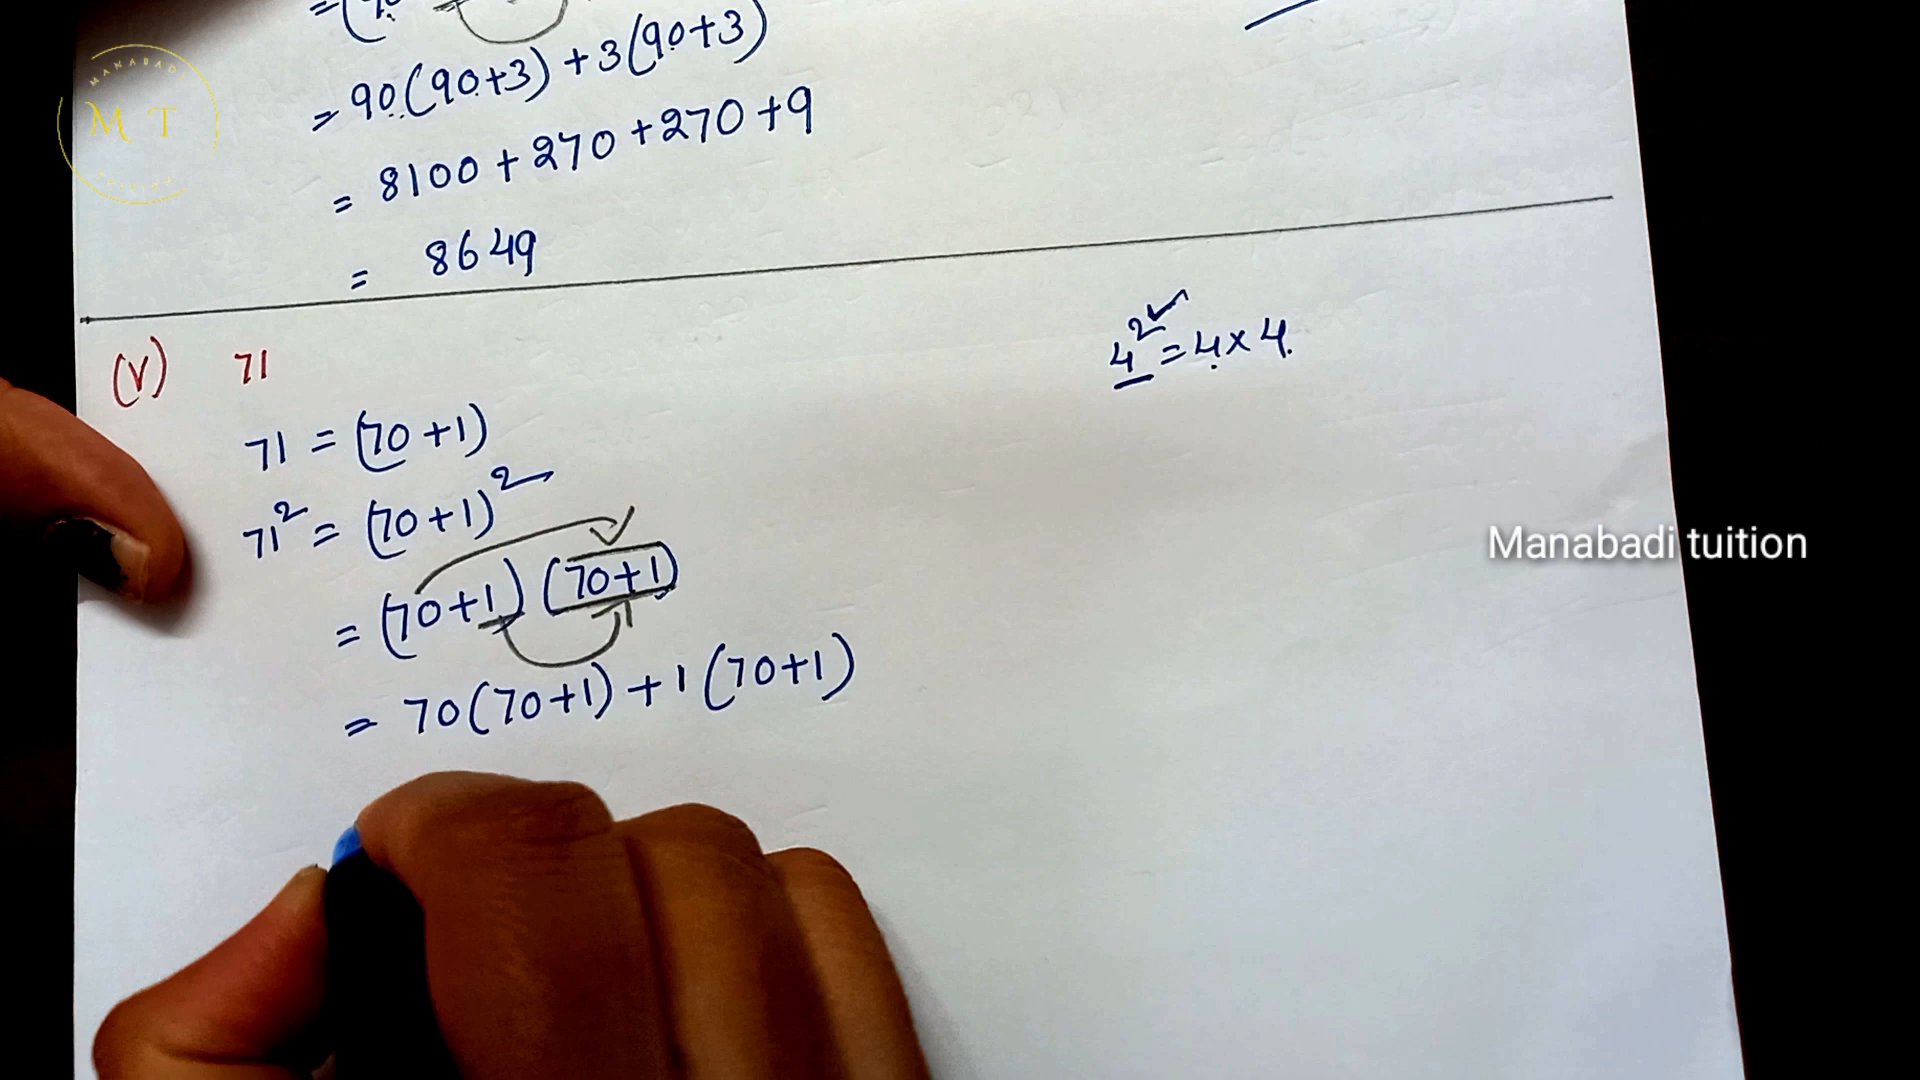 = 90(90+3) + 3(90+3)
= 8100 + 270 + 270 + 9
= 8649
(V) 71
4² = 4 × 4.
71 = (70 + 1)
71² = (70 + 1)²
= (70 + 1) (70 + 1)
= 70(70+1) + 1(70+1)
MANABADI
M T
Manabadi tuition